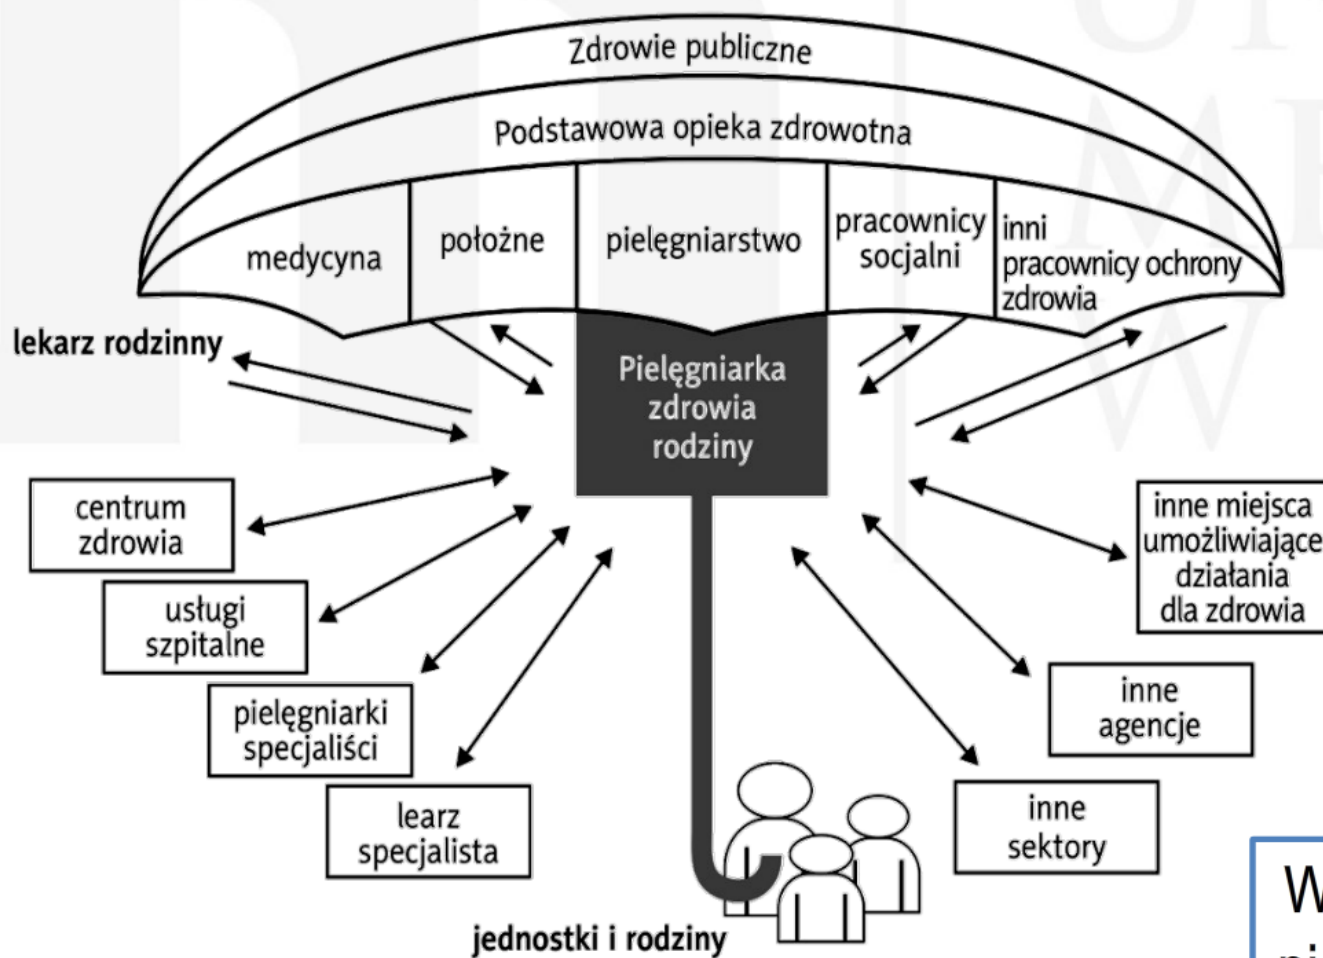 Zdrowie publiczne
Podstawowa opieka zdrowotna
medycyna
położne
pielęgniarstwo
pracownicy
socjalni
inni
pracownicy ochrony
zdrowia
lekarz rodzinny
Pielęgniarka
zdrowia
rodziny
centrum
zdrowia
usługi
szpitalne
pielęgniarki
specjaliści
learz
specjalista
inne miejsca
umożliwiające
działania
dla zdrowia
inne
agencje
inne
sektory
jednostki i rodziny